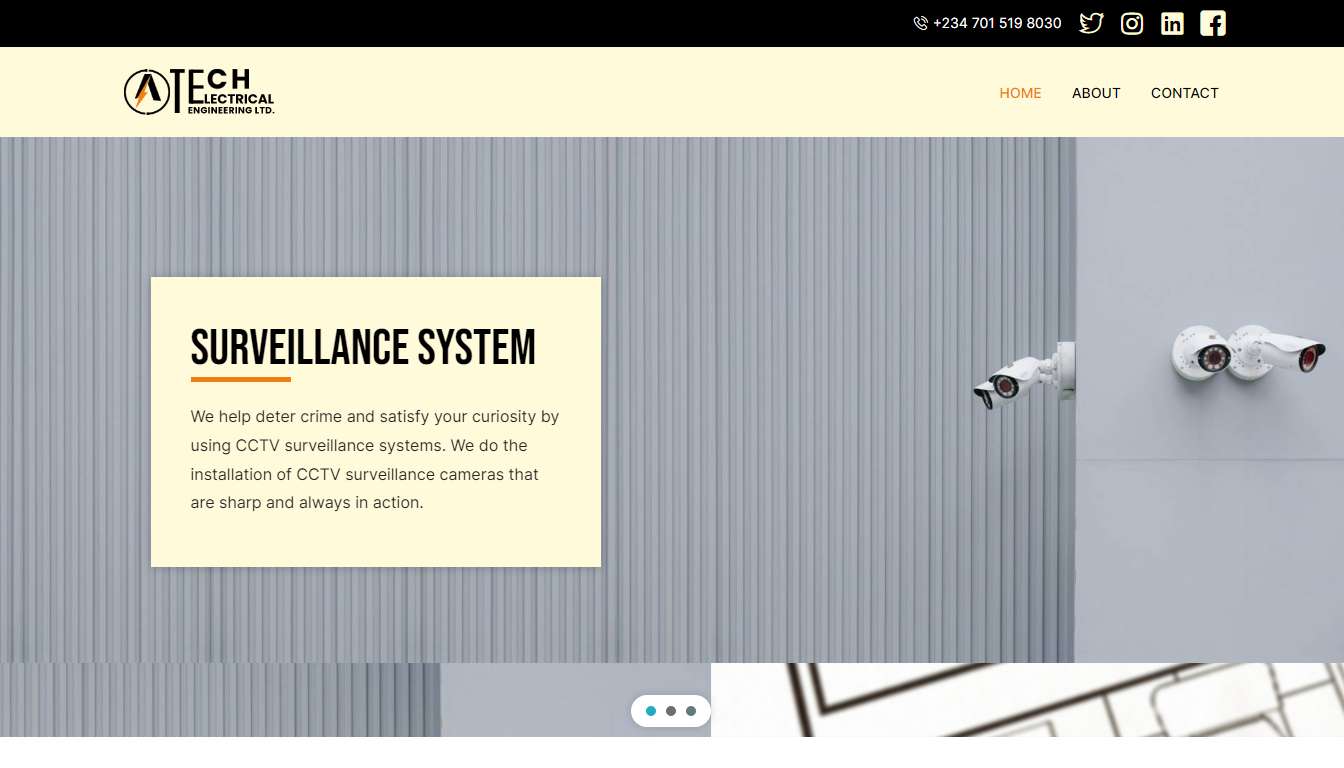 +234 701 519 8030
ATECH
ELECTRICAL
ENGINEERING LTD.
HOME ABOUT CONTACT
SURVEILLANCE SYSTEM
We help deter crime and satisfy your curiosity by
using CCTV surveillance systems. We do the
installation of CCTV surveillance cameras that
are sharp and always in action.